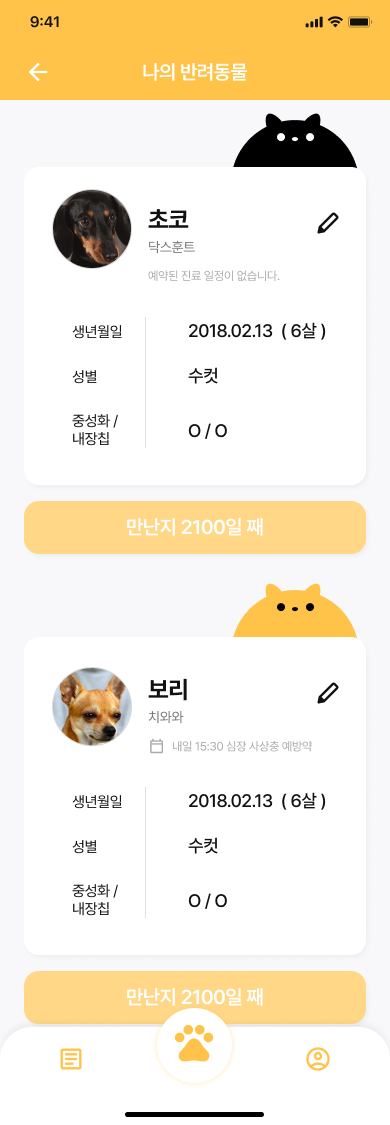 9:41
나의 반려동물
초코
닥스훈트
예약된 진료 일정이 없습니다.
생년월일 2018.02.13 ( 6살 )
성별 수컷
중성화 /
내장칩 O / O
만난지 2100일 째
보리
치와와
내일 15:30 심장 사상충 예방약
생년월일 2018.02.13 ( 6살 )
성별 수컷
중성화 /
내장칩 O / O
만난지 2100일 째